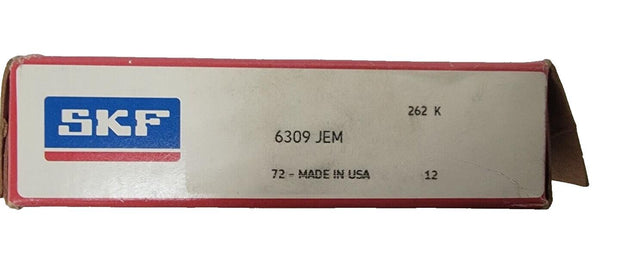 SKF
262 K
6309 JEM
72 - MADE IN USA 12